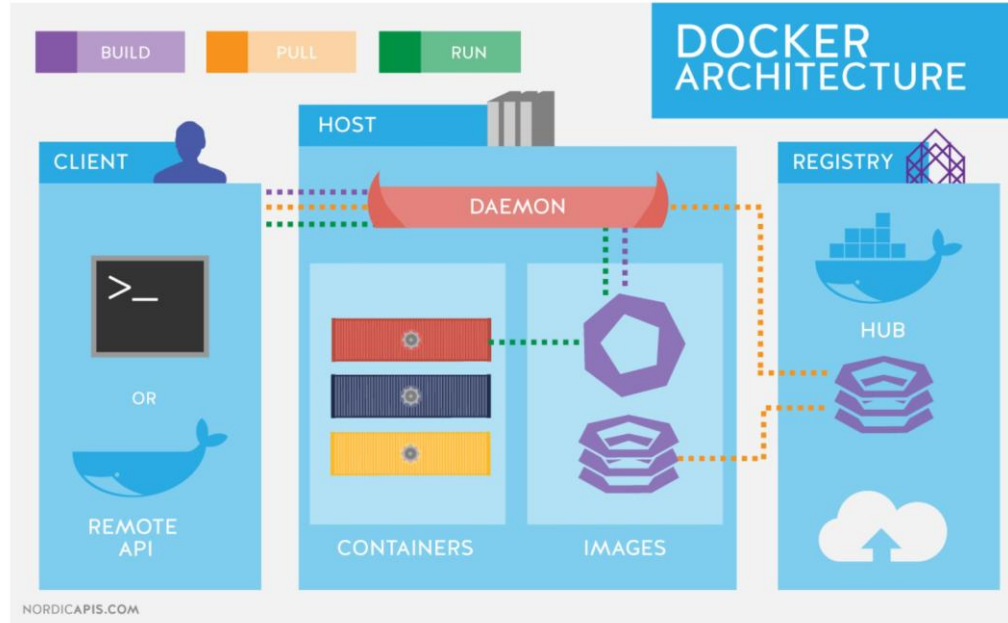 BUILD
PULL
RUN
DOCKER
ARCHITECTURE
HOST
CLIENT
REGISTRY
DAEMON
>_
HUB
OR
REMOTE
API
CONTAINERS
IMAGES
NORDICAPIS.COM